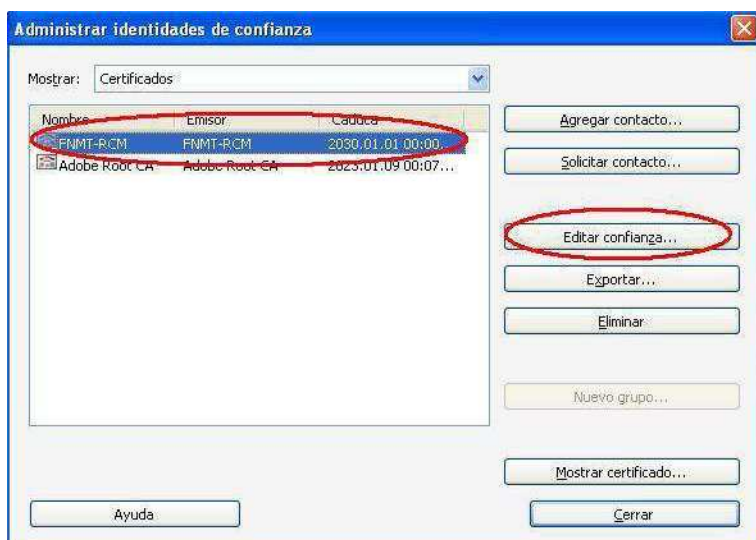 Administrar identidades de confianza
Mostrar: Certificados
Nombre Emisor Caduca
FNMT-RCM FNMT-RCM 2030.01.01 00:00...
Adobe Root CA Adobe Root CA 2023.01.09 00:07...
Agregar contacto...
Solicitar contacto...
Editar confianza...
Exportar...
Eliminar
Nuevo grupo...
Mostrar certificado...
Ayuda
Cerrar